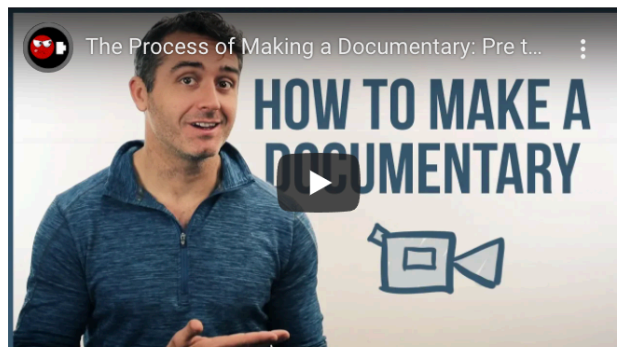 The Process of Making a Documentary: Pre t...
HOW TO MAKE A
DOCUMENTARY